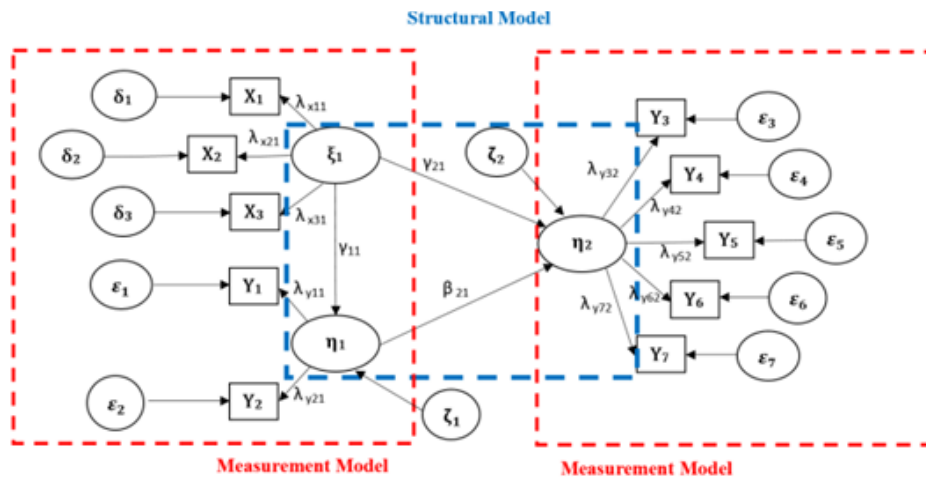 Structural Model
δ₁
X₁
λx11
δ₂
X₂
λx21
ξ₁
δ₃
X₃
λx31
γ21
γ11
ζ₂
Y₃
ε₃
λy32
Y₄
ε₄
λy42
η₂
Y₅
ε₅
λy52
ε₁
Y₁
λy11
β21
λy62
Y₆
ε₆
λy72
η₁
Y₇
ε₇
ε₂
Y₂
λy21
ζ₁
Measurement Model
Measurement Model